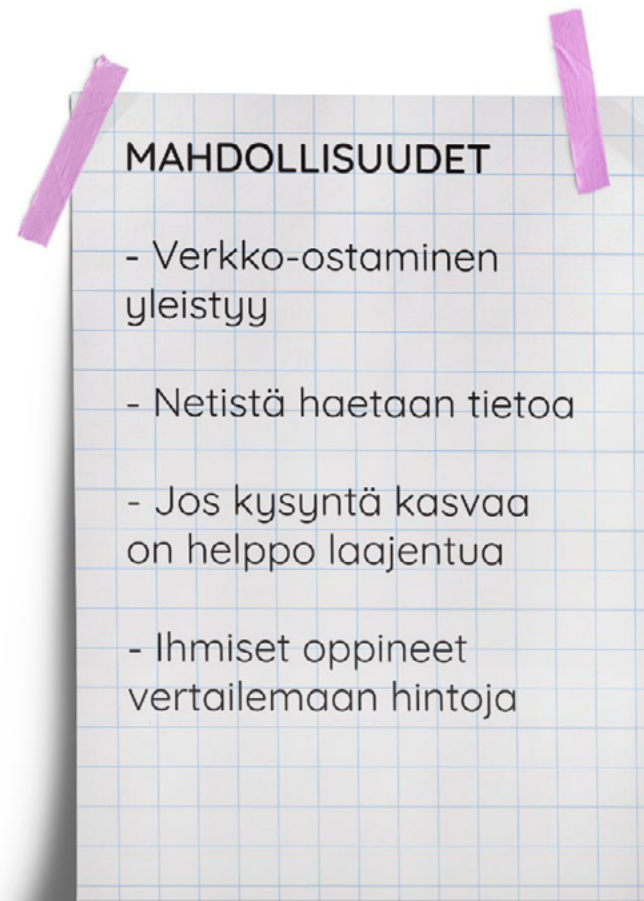 MAHDOLLISUUDET
- Verkko-ostaminen
yleistyy
- Netistä haetaan tietoa
- Jos kysyntä kasvaa
on helppo laajentua
- Ihmiset oppineet
vertailemaan hintoja